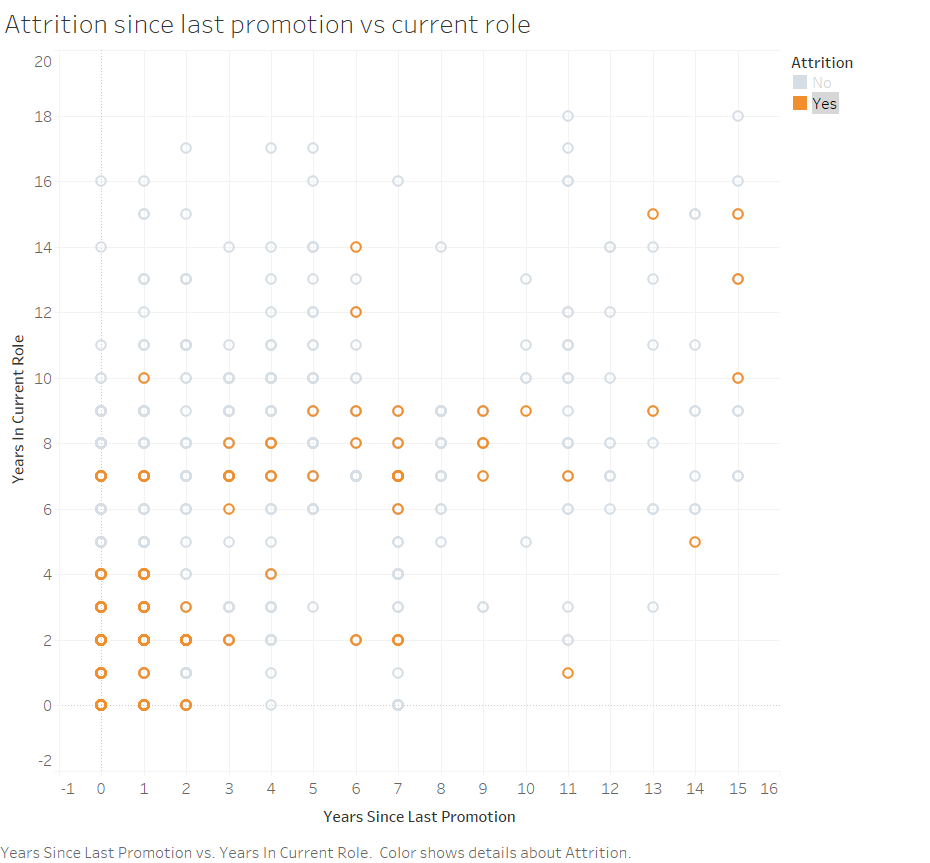 Attrition since last promotion vs current role
Attrition
No
Yes
20
18
16
14
12
10
8
6
4
2
0
-2
Years In Current Role
-1 0 1 2 3 4 5 6 7 8 9 10 11 12 13 14 15 16
Years Since Last Promotion
Years Since Last Promotion vs. Years In Current Role. Color shows details about Attrition.